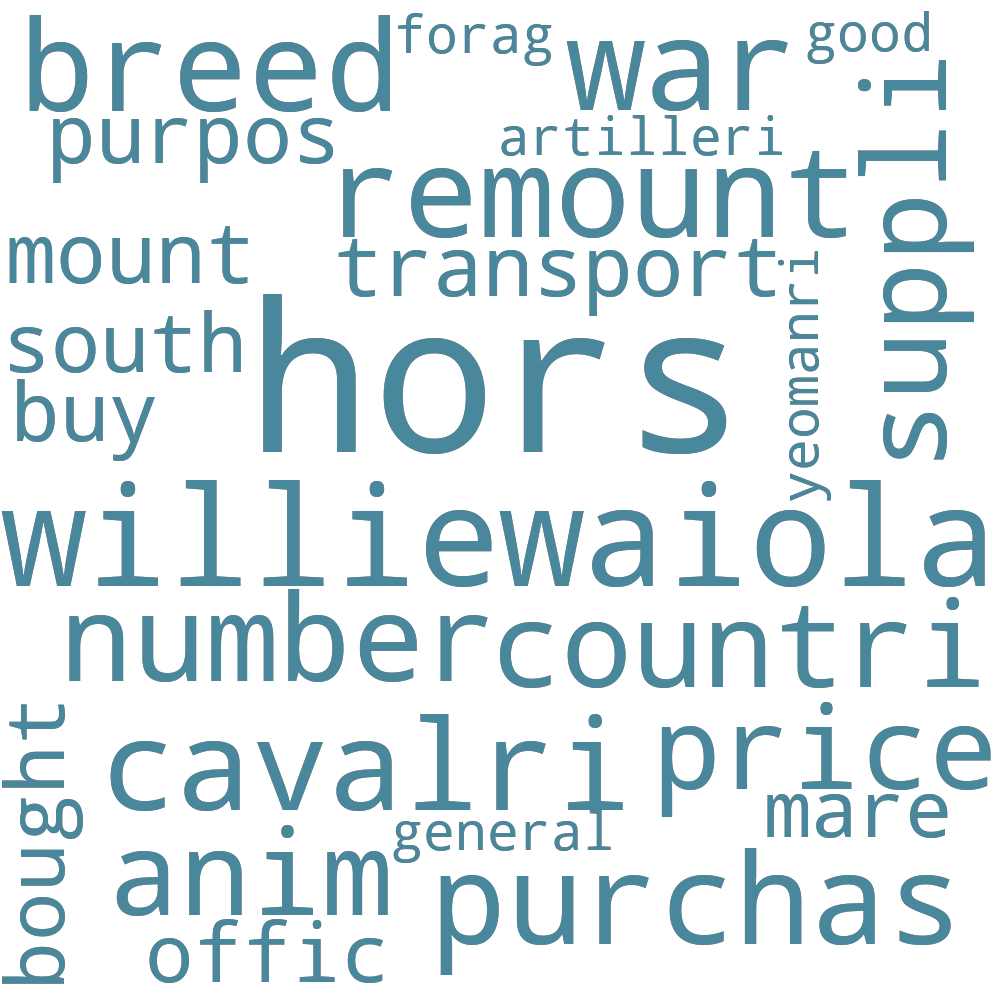 breed
forag
war
good
purpos
artilleri
suppli
remount
mount
transport
yeomanri
south
hors
buy
williewaiola
number
countri
bought
cavalri
price
mare
general
anim
purchas
offic